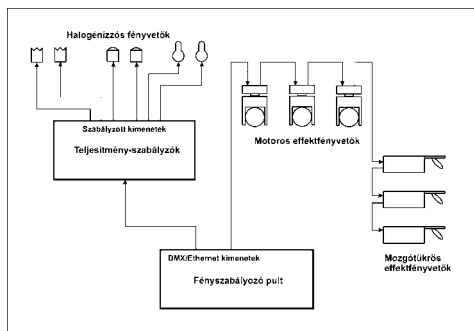 Halogénizzós fényvetők
Szabályzott kimenetek
Teljesítmény-szabályzók
Motoros effektfényvetők
Mozgótükrös
effektfényvetők
DMX/Ethernet kimenetek
Fényszabályozó pult